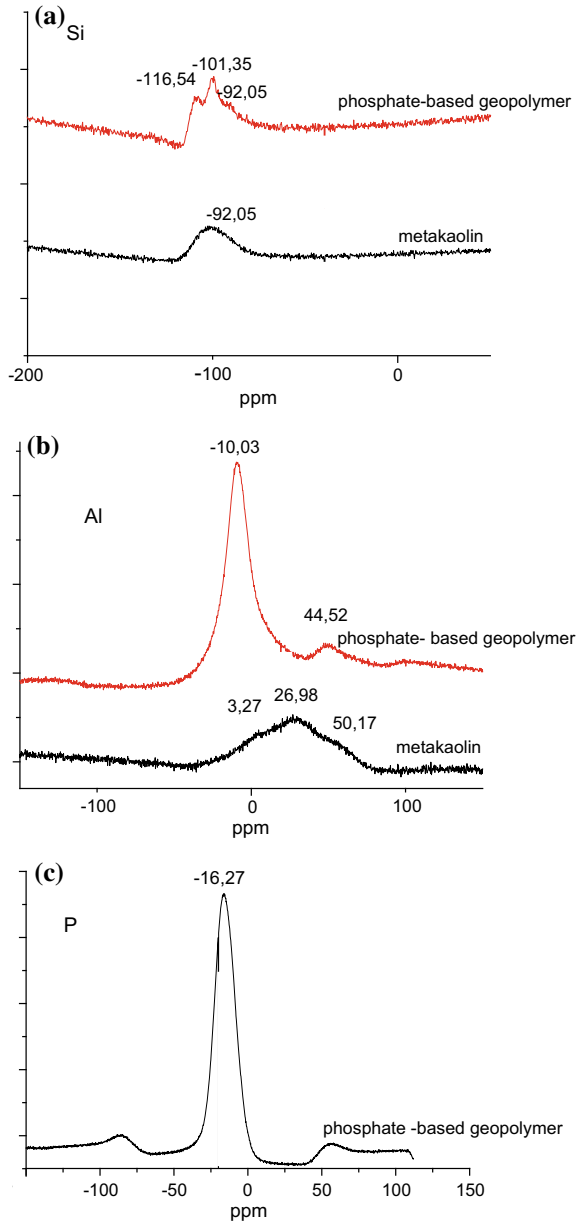 (a)
Si
-101,35
-116,54
-92,05
phosphate-based geopolymer
-92,05
metakaolin
-200
-100
0
ppm
(b)
-10,03
Al
44,52
phosphate- based geopolymer
3,27
26,98
50,17
metakaolin
-100
0
100
ppm
(c)
-16,27
P
phosphate -based geopolymer
-100
-50
0
50
100
150
ppm